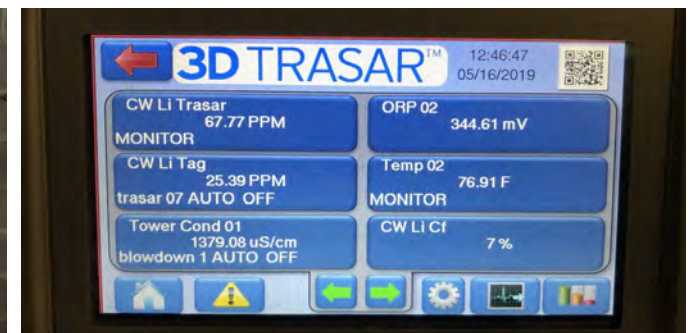 3D TRASAR™
12:46:47
05/16/2019
CW Li Trasar
67.77 PPM
MONITOR
ORP 02
344.61 mV
CW Li Tag
25.39 PPM
trasar 07 AUTO OFF
Temp 02
76.91 F
MONITOR
Tower Cond 01
1379.08 uS/cm
blowdown 1 AUTO OFF
CW Li Cf
7 %